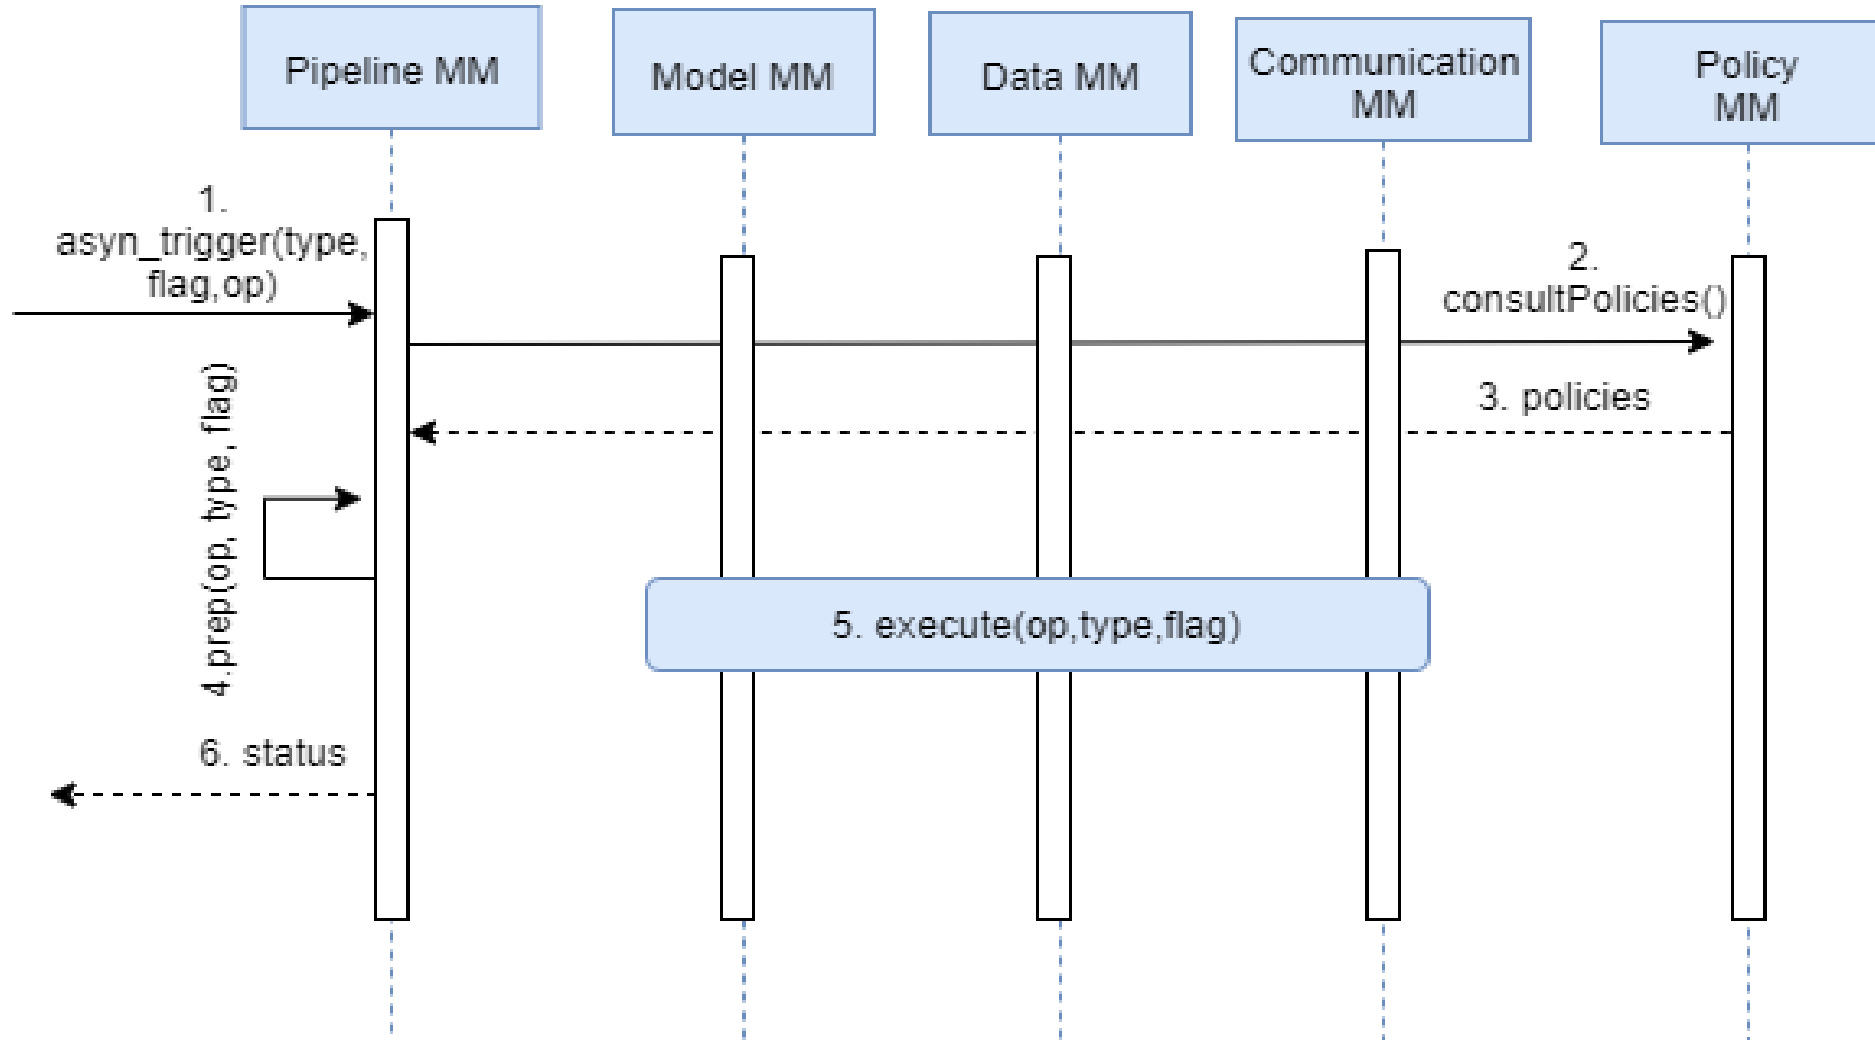 Pipeline MM
Model MM
Data MM
Communication
MM
Policy
MM
1.
asyn_trigger(type,
flag,op)
2.
consultPolicies()
3. policies
4.prep(op, type, flag)
5. execute(op,type,flag)
6. status